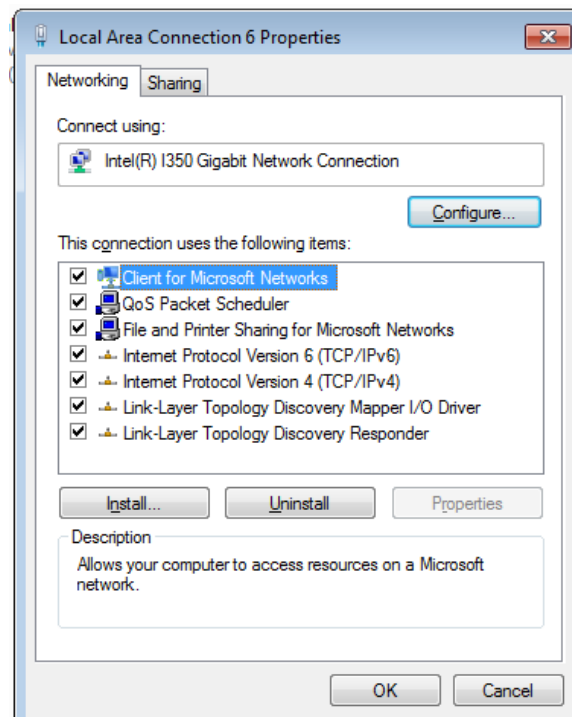 Local Area Connection 6 Properties
Networking
Sharing
Connect using:
Intel(R) I350 Gigabit Network Connection
Configure...
This connection uses the following items:
Client for Microsoft Networks
QoS Packet Scheduler
File and Printer Sharing for Microsoft Networks
Internet Protocol Version 6 (TCP/IPv6)
Internet Protocol Version 4 (TCP/IPv4)
Link-Layer Topology Discovery Mapper I/O Driver
Link-Layer Topology Discovery Responder
Install...
Uninstall
Properties
Description
Allows your computer to access resources on a Microsoft
network.
OK
Cancel